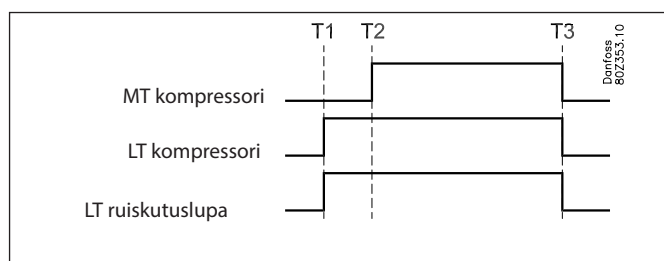 T1 T2 T3
Danfoss
80Z353.10
MT kompressori
LT kompressori
LT ruiskutuslupa